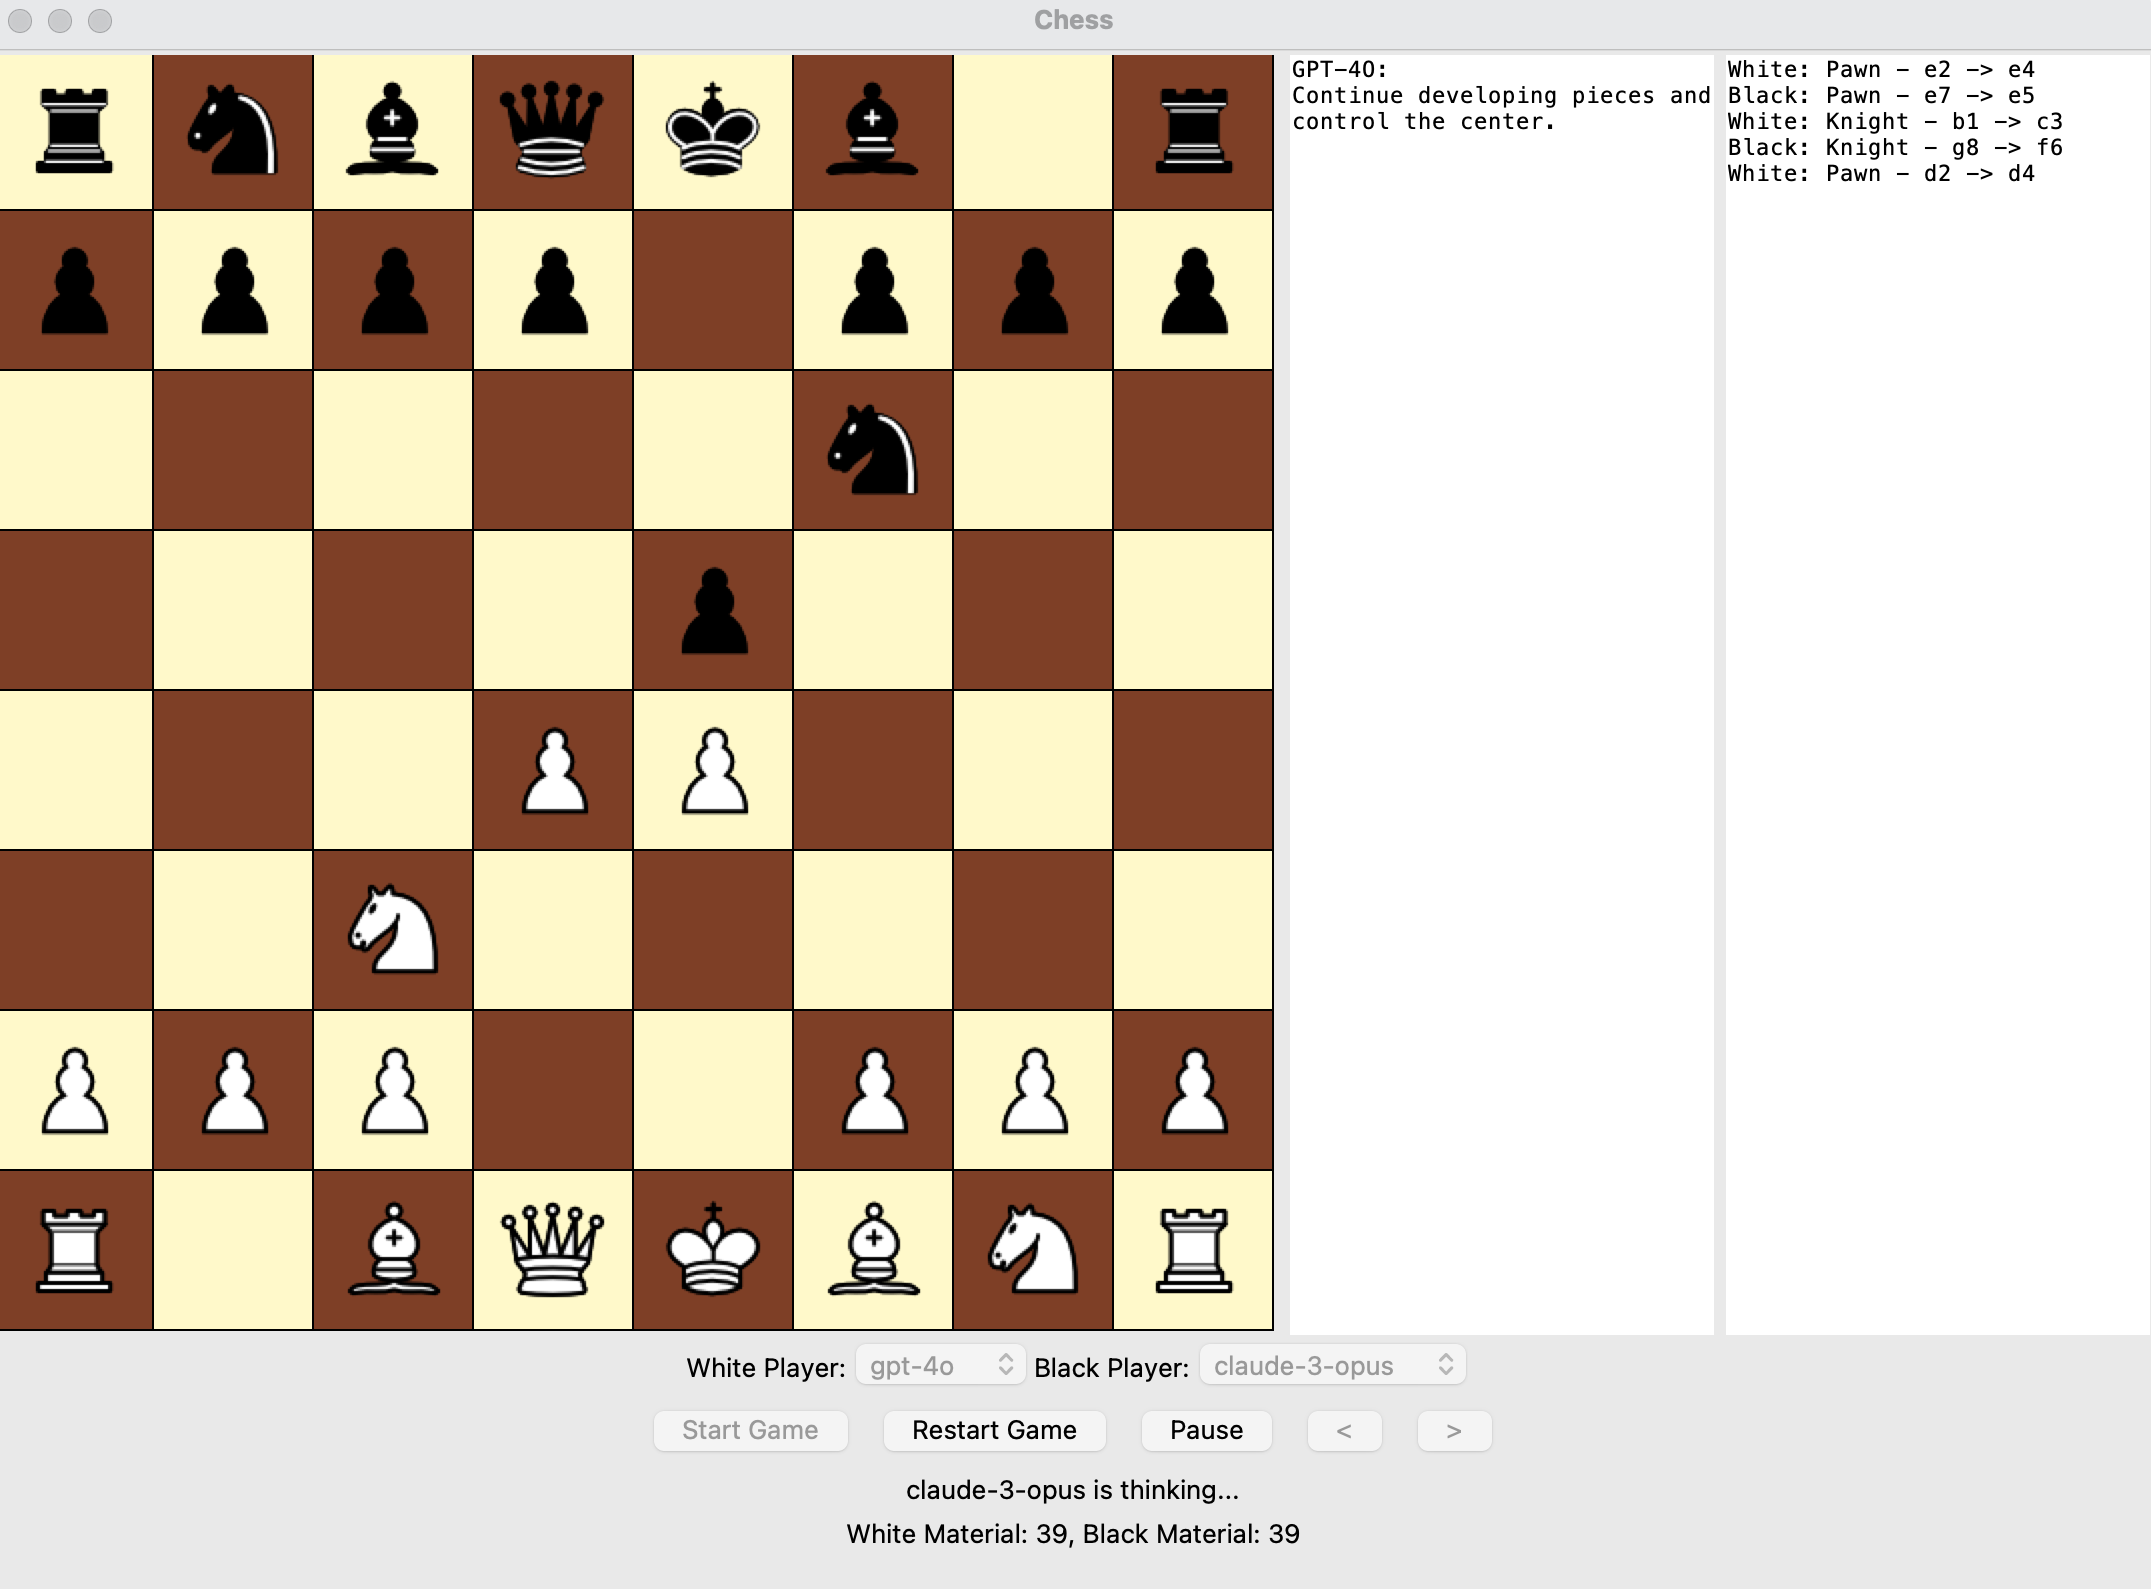 Chess
GPT-4O:
Continue developing pieces and
control the center.
White: Pawn - e2 -> e4
Black: Pawn - e7 -> e5
White: Knight - b1 -> c3
Black: Knight - g8 -> f6
White: Pawn - d2 -> d4
White Player: gpt-4o Black Player: claude-3-opus
Start Game Restart Game Pause < >
claude-3-opus is thinking...
White Material: 39, Black Material: 39